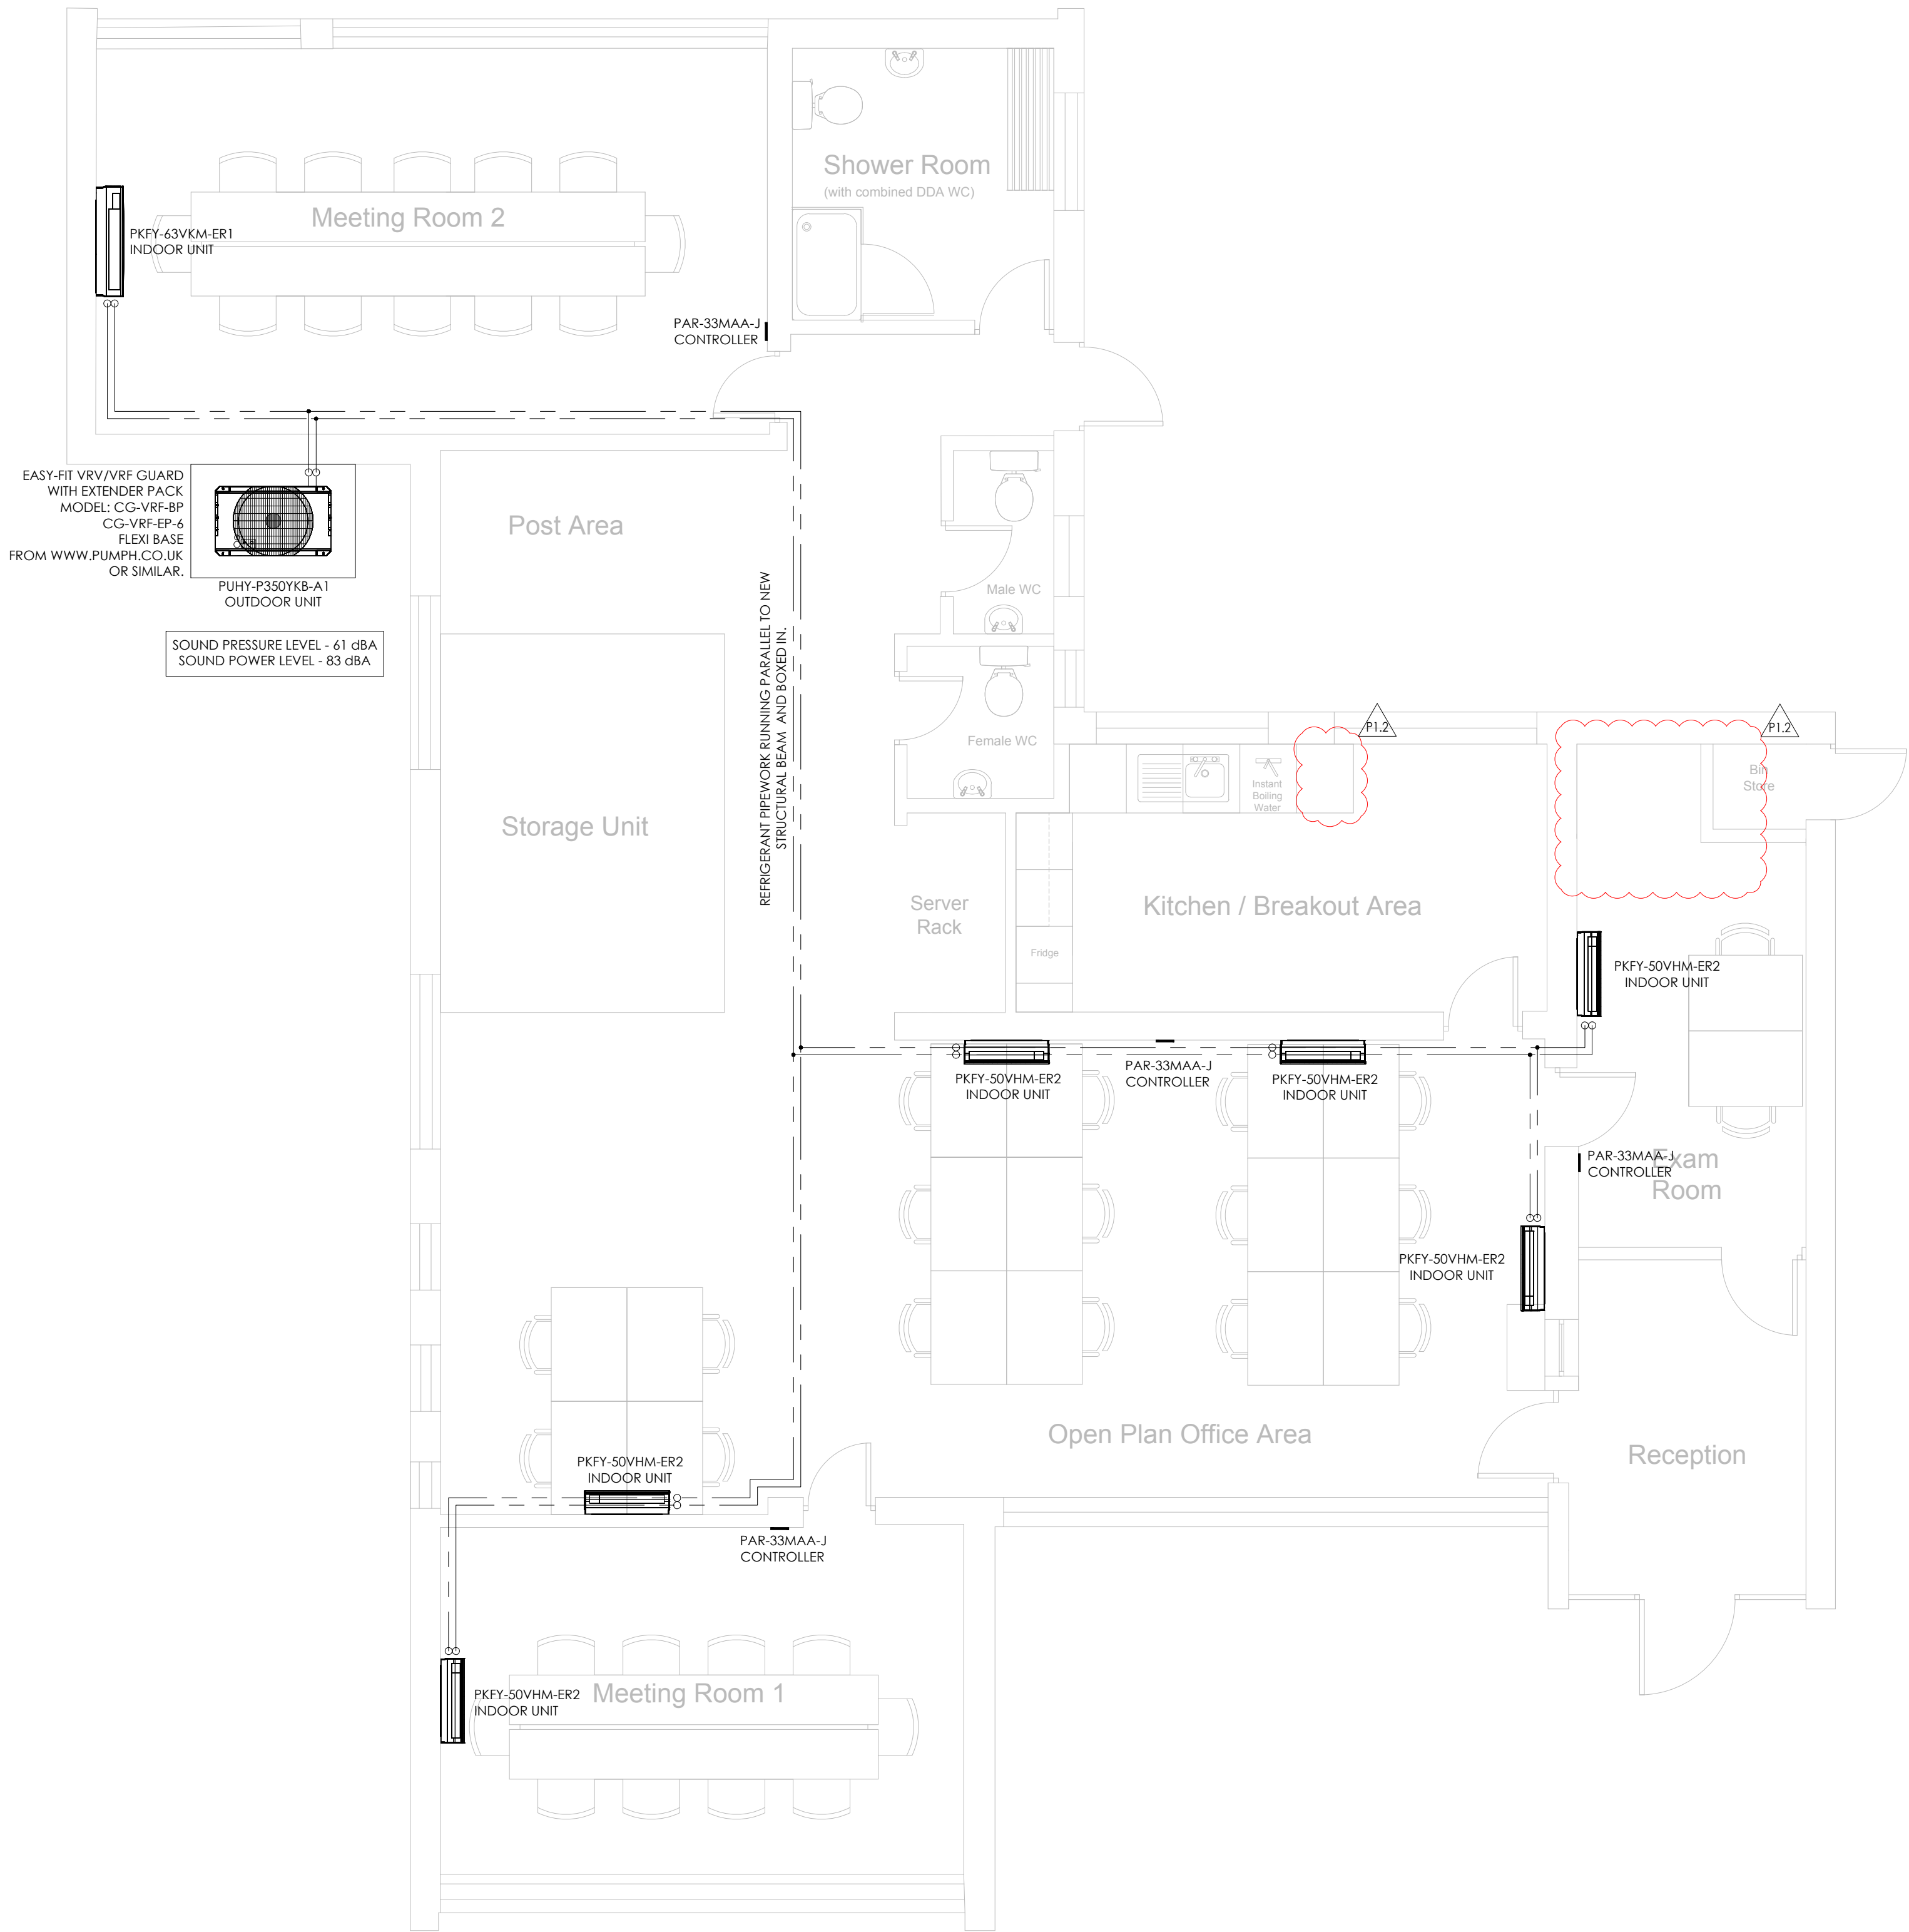 Shower Room
(with combined DDA WC)
Meeting Room 2
PKFY-63VKM-ER1
INDOOR UNIT
PAR-33MAA-J
CONTROLLER
EASY-FIT VRV/VRF GUARD
WITH EXTENDER PACK
MODEL: CG-VRF-BP
CG-VRF-EP-6
FLEXI BASE
FROM WWW.PUMPH.CO.UK
OR SIMILAR.
PUHY-P350YKB-A1
OUTDOOR UNIT
SOUND PRESSURE LEVEL - 61 dBA
SOUND POWER LEVEL - 83 dBA
Post Area
Male WC
REFRIGERANT PIPEWORK RUNNING PARALLEL TO NEW
STRUCTURAL BEAM AND BOXED IN.
Female WC
P1.2
P1.2
Instant
Boiling
Water
Bin
Store
Storage Unit
Server
Rack
Kitchen / Breakout Area
Fridge
PKFY-50VHM-ER2
INDOOR UNIT
PKFY-50VHM-ER2
INDOOR UNIT
PAR-33MAA-J
CONTROLLER
PKFY-50VHM-ER2
INDOOR UNIT
PAR-33MAA-J
CONTROLLER
Exam
Room
PKFY-50VHM-ER2
INDOOR UNIT
Open Plan Office Area
Reception
PKFY-50VHM-ER2
INDOOR UNIT
PAR-33MAA-J
CONTROLLER
PKFY-50VHM-ER2
INDOOR UNIT
Meeting Room 1